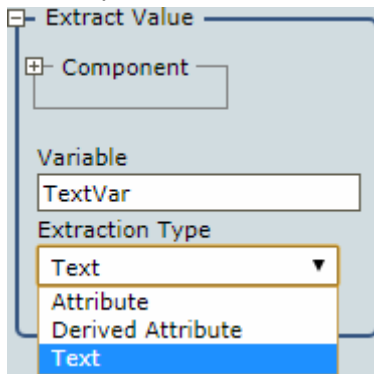 Extract Value
Component
Variable
TextVar
Extraction Type
Text
Attribute
Derived Attribute
Text